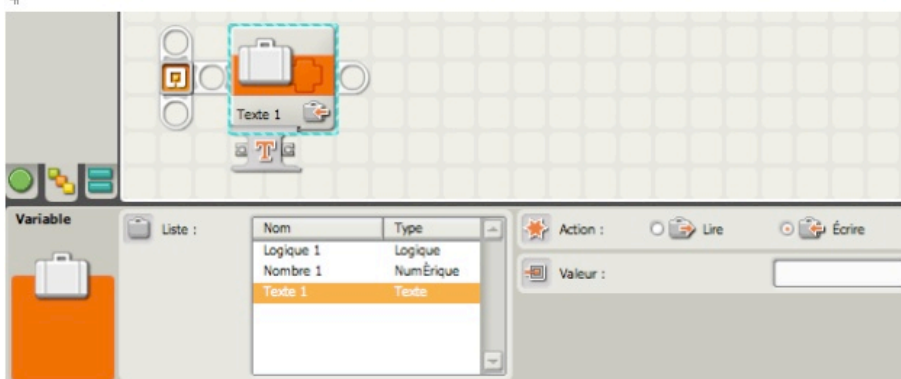 Texte 1
T
Variable
Liste :
Nom Type
Logique 1 Logique
Nombre 1 NumÈrique
Texte 1 Texte
Action : Lire Écrire
Valeur :